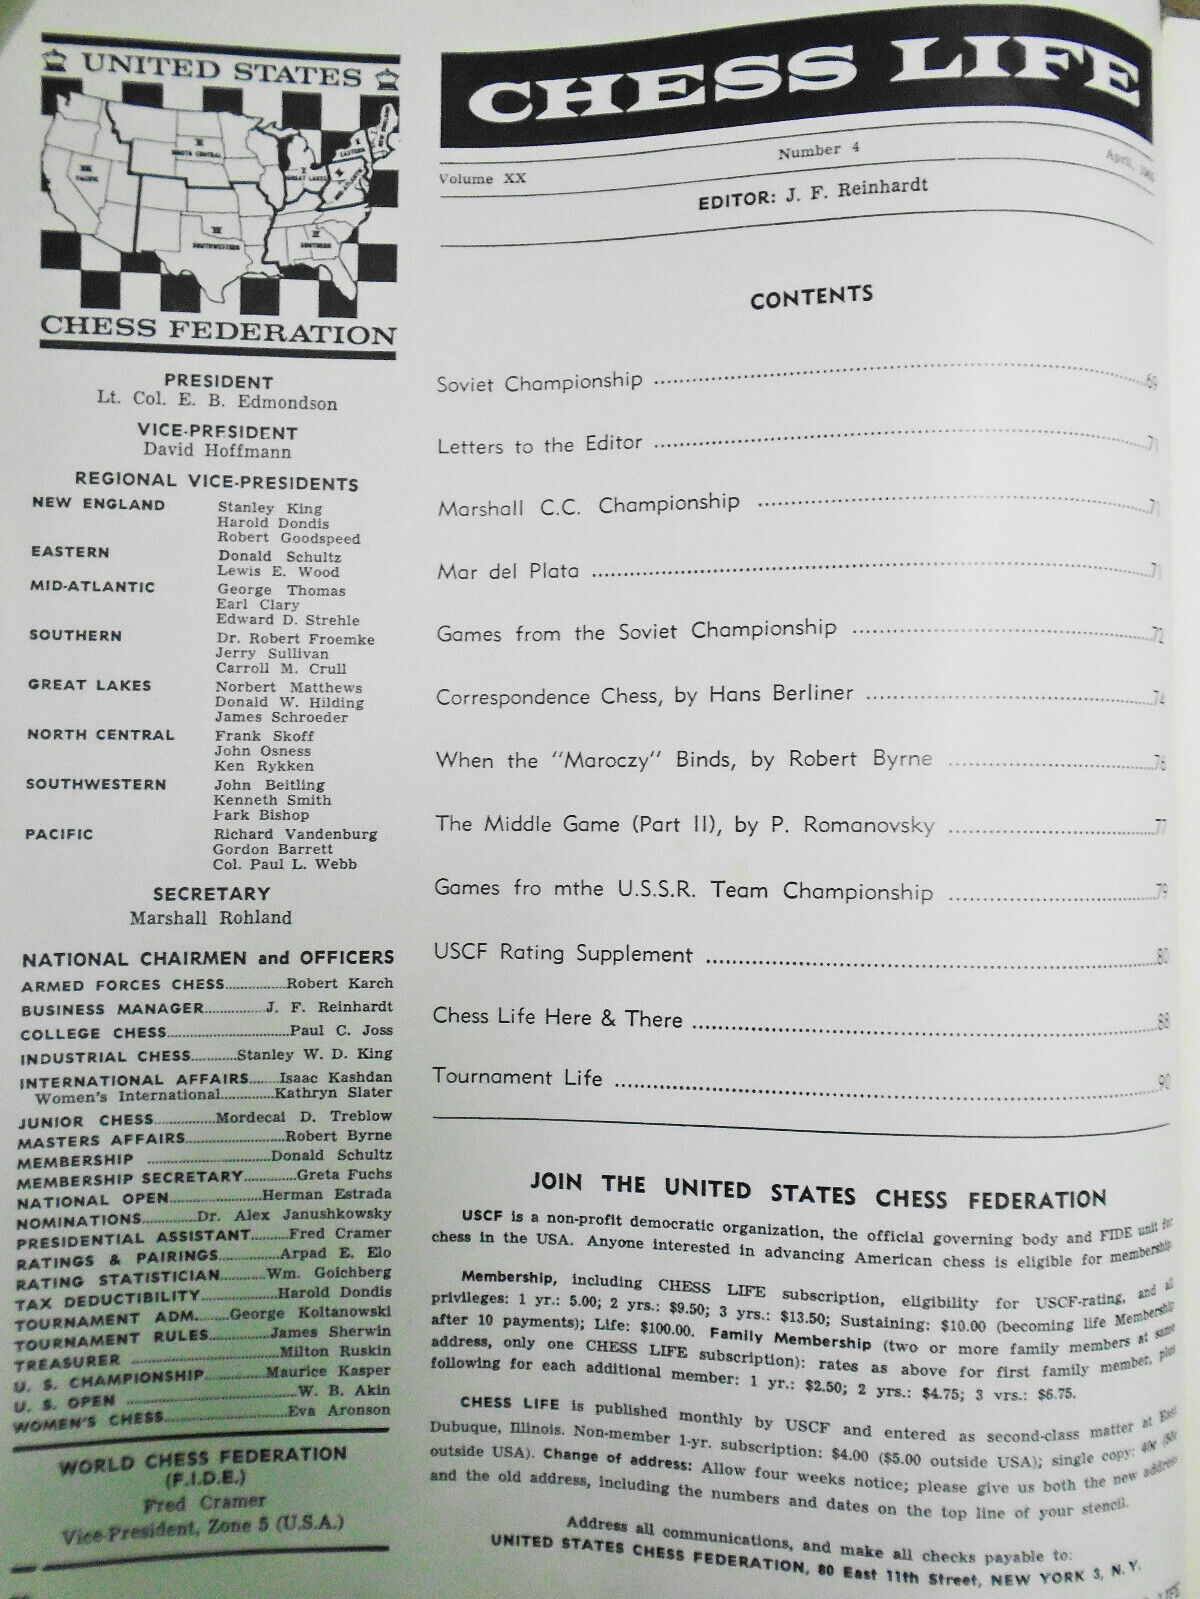 UNITED STATES
NORTH CENTRAL
PACIFIC
GREAT LAKES
EASTERN
SOUTHWESTERN
SOUTHERN
CHESS FEDERATION
PRESIDENT
Lt. Col. E. B. Edmondson
VICE-PRESIDENT
David Hoffmann
REGIONAL VICE-PRESIDENTS
NEW ENGLAND Stanley King
Harold Dondis
Robert Goodspeed
EASTERN Donald Schultz
Lewis E. Wood
MID-ATLANTIC George Thomas
Earl Clary
Edward D. Strehle
SOUTHERN Dr. Robert Froemke
Jerry Sullivan
Carroll M. Crull
GREAT LAKES Norbert Matthews
Donald W. Hilding
James Schroeder
NORTH CENTRAL Frank Skoff
John Osness
Ken Rykken
SOUTHWESTERN John Beitling
Kenneth Smith
Park Bishop
PACIFIC Richard Vandenburg
Gordon Barrett
Col. Paul L. Webb
SECRETARY
Marshall Rohland
NATIONAL CHAIRMEN and OFFICERS
ARMED FORCES CHESS..............Robert Karch
BUSINESS MANAGER..............J. F. Reinhardt
COLLEGE CHESS..............Paul C. Joss
INDUSTRIAL CHESS...........Stanley W. D. King
INTERNATIONAL AFFAIRS.......Isaac Kashdan
Women's International.............Kathryn Slater
JUNIOR CHESS..............Mordecai D. Treblow
MASTERS AFFAIRS..............Robert Byrne
MEMBERSHIP ..............Donald Schultz
MEMBERSHIP SECRETARY............Greta Fuchs
NATIONAL OPEN..............Herman Estrada
NOMINATIONS............Dr. Alex Janushkowsky
PRESIDENTIAL ASSISTANT........Fred Cramer
RATINGS & PAIRINGS..............Arpad E. Elo
RATING STATISTICIAN..........Wm. Goichberg
TAX DEDUCTIBILITY..............Harold Dondis
TOURNAMENT ADM.......George Koltanowski
TOURNAMENT RULES..............James Sherwin
TREASURER ..............Milton Ruskin
U. S. CHAMPIONSHIP..............Maurice Kasper
U. S. OPEN ..............W. B. Akin
WOMEN'S CHESS..............Eva Aronson
WORLD CHESS FEDERATION
(F.I.D.E.)
Fred Cramer
Vice-President, Zone 5 (U.S.A.)
CHESS LIFE
Volume XX Number 4 April,
EDITOR: J. F. Reinhardt
CONTENTS
Soviet Championship ..............69
Letters to the Editor ..............71
Marshall C.C. Championship ..............71
Mar del Plata ..............71
Games from the Soviet Championship ..............72
Correspondence Chess, by Hans Berliner ..............74
When the "Maroczy" Binds, by Robert Byrne ..............76
The Middle Game (Part II), by P. Romanovsky ..............77
Games fro mthe U.S.S.R. Team Championship ..............79
USCF Rating Supplement ..............80
Chess Life Here & There ..............88
Tournament Life ..............90
JOIN THE UNITED STATES CHESS FEDERATION
USCF is a non-profit democratic organization, the official governing body and FIDE unit for
chess in the USA. Anyone interested in advancing American chess is eligible for membership.
Membership, including CHESS LIFE subscription, eligibility for USCF-rating, and all
privileges: 1 yr.: 5.00; 2 yrs.: $9.50; 3 yrs.: $13.50; Sustaining: $10.00 (becoming life Membership
after 10 payments); Life: $100.00. Family Membership (two or more family members at same
address, only one CHESS LIFE subscription): rates as above for first family member, plus
following for each additional member: 1 yr.: $2.50; 2 yrs.: $4.75; 3 yrs.: $6.75.
CHESS LIFE is published monthly by USCF and entered as second-class matter at East
Dubuque, Illinois. Non-member 1-yr. subscription: $4.00 ($5.00 outside USA); single copy: 40¢ (50¢
outside USA). Change of address: Allow four weeks notice; please give us both the new address
and the old address, including the numbers and dates on the top line of your stencil.
Address all communications, and make all checks payable to:
UNITED STATES CHESS FEDERATION, 80 East 11th Street, NEW YORK 3, N. Y.
LIFE